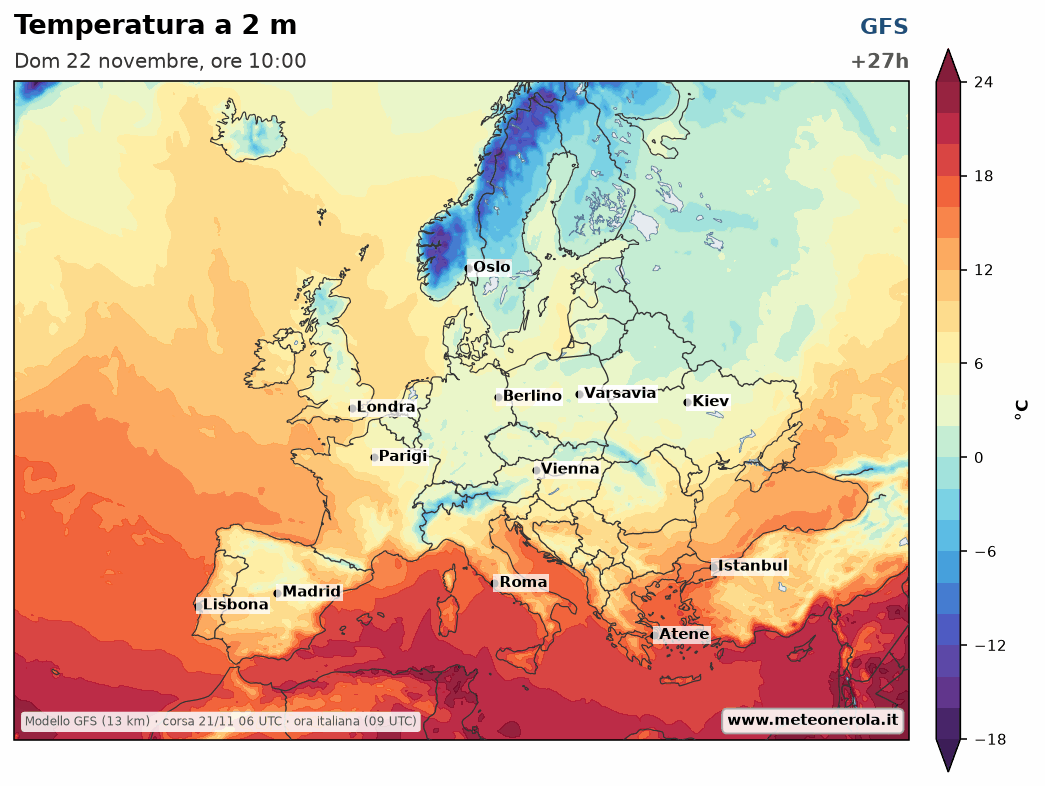 Temperatura a 2 m
GFS
Dom 22 novembre, ore 10:00
+27h
24
18
12
6
0
−6
−12
−18
°C
Oslo
Londra
Berlino
Varsavia
Kiev
Parigi
Vienna
Istanbul
Roma
Madrid
Lisbona
Atene
Modello GFS (13 km) · corsa 21/11 06 UTC · ora italiana (09 UTC)
www.meteonerola.it